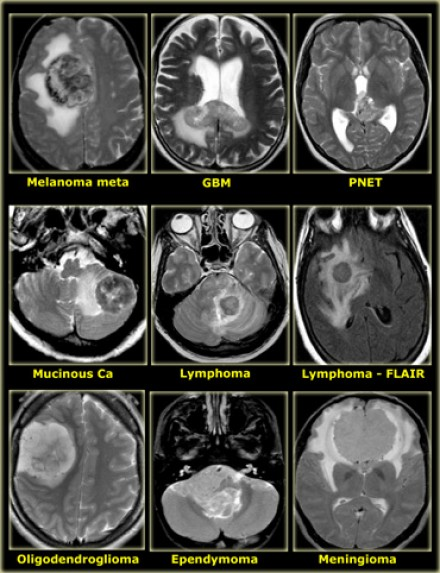 Melanoma meta
GBM
PNET
Mucinous Ca
Lymphoma
Lymphoma - FLAIR
Oligodendroglioma
Ependymoma
Meningioma